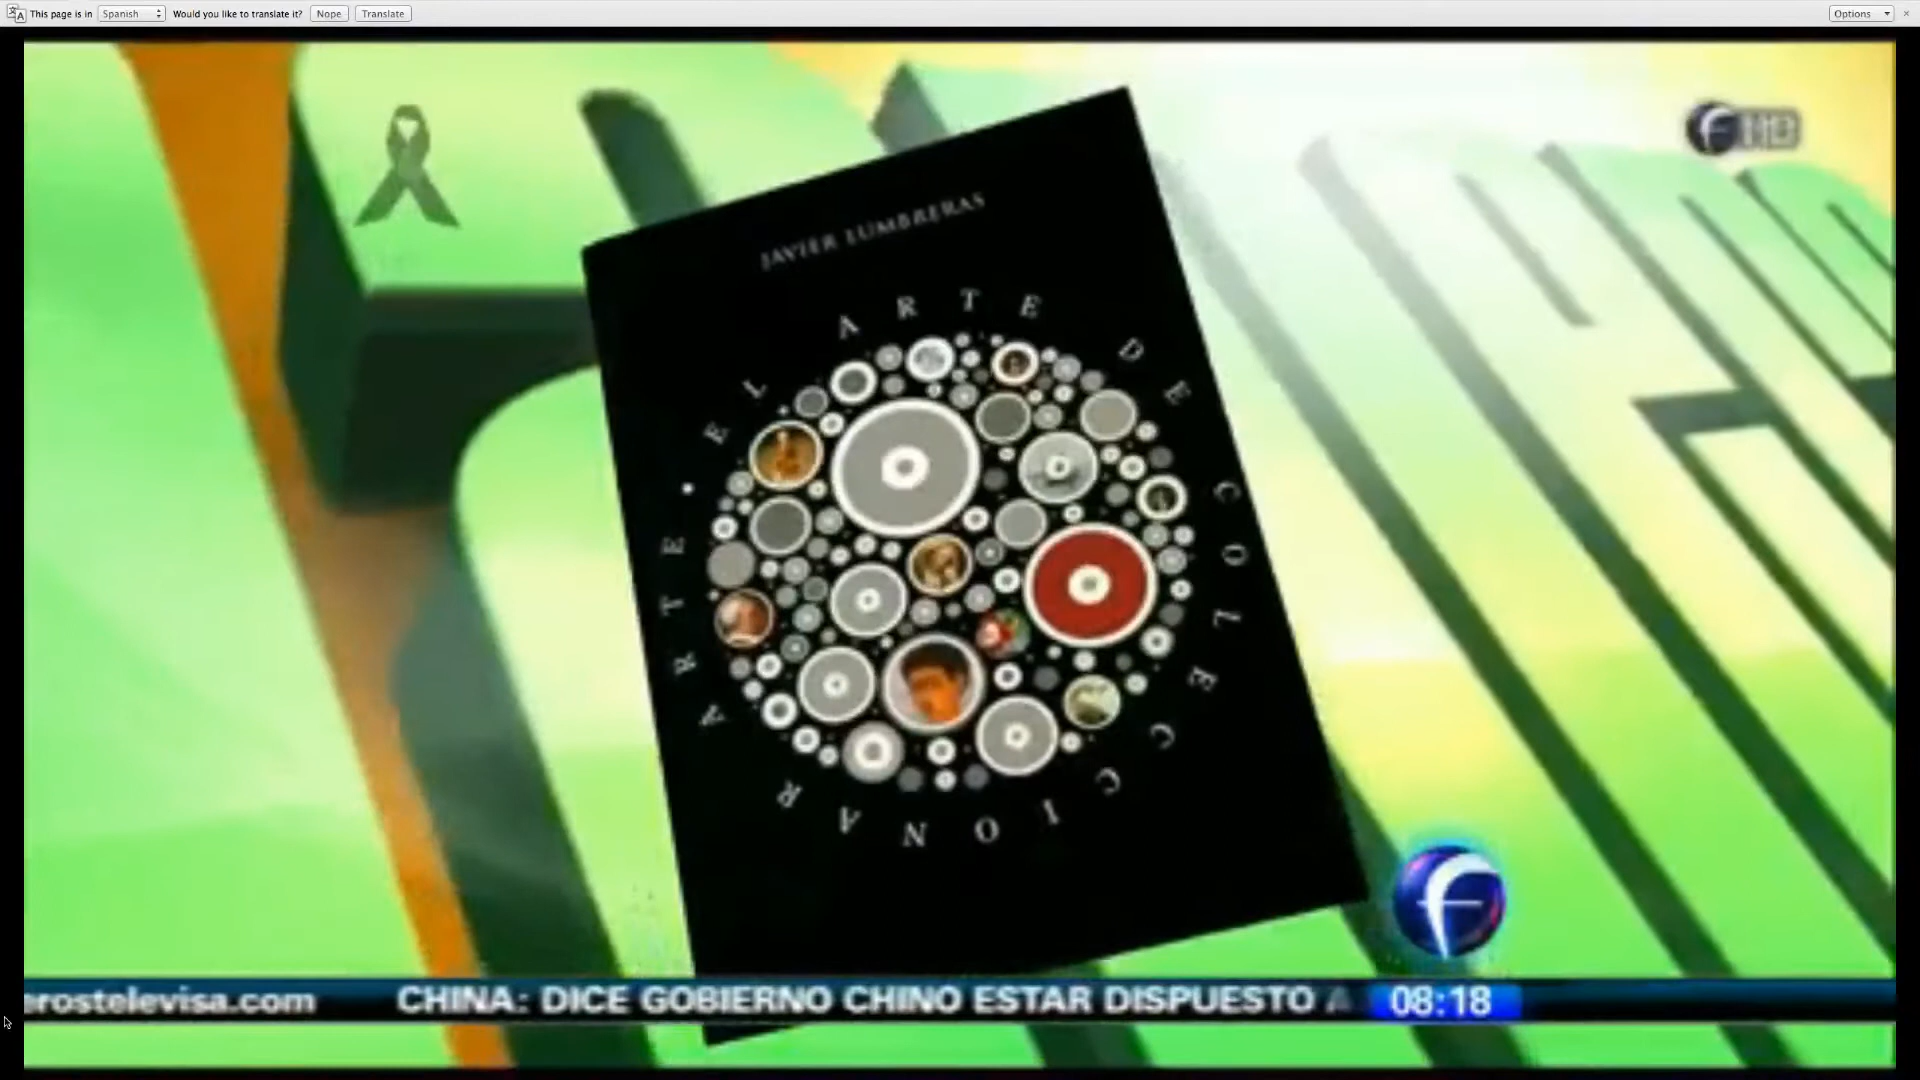 This page is in Spanish Would you like to translate it? Nope Translate Options
HD
JAVIER LUMBRERAS
EL ARTE DE COLECCIONAR ARTE •
erostelevisa.com CHINA: DICE GOBIERNO CHINO ESTAR DISPUESTO A 08:18